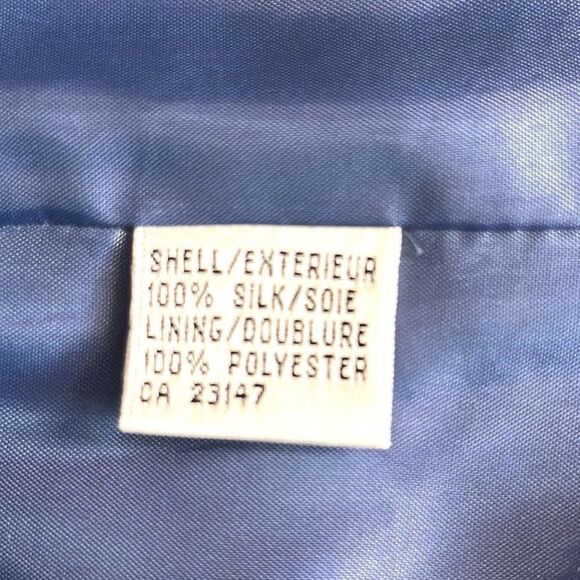 SHELL/EXTERIEUR
100% SILK/SOIE
LINING/DOUBLURE
100% POLYESTER
CA 23147